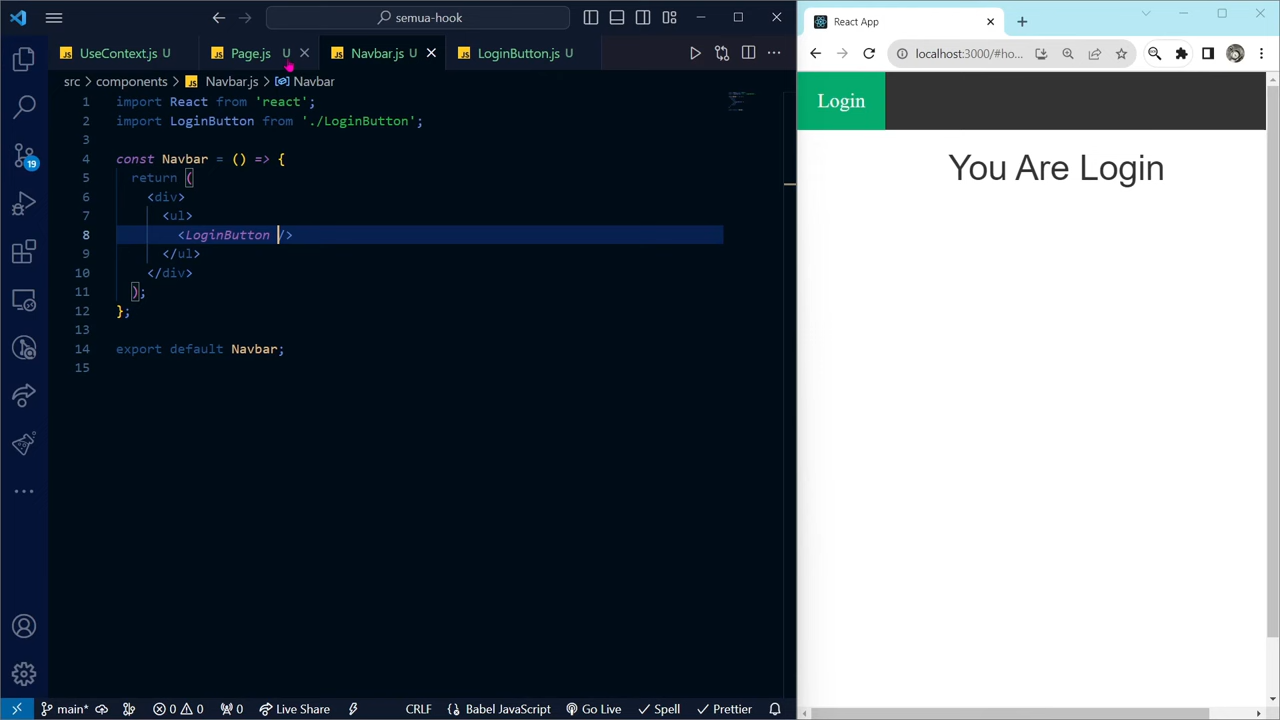 semua-hook
UseContext.js U
Page.js U
Navbar.js U
LoginButton.js U
src > components > Navbar.js > Navbar
1 import React from 'react';
2 import LoginButton from './LoginButton';
3
4 const Navbar = () => {
5 return (
6 <div>
7 <ul>
8 <LoginButton />
9 </ul>
10 </div>
11 );
12 };
13
14 export default Navbar;
15
19
main*
0 0
0
Live Share
CRLF
Babel JavaScript
Go Live
Spell
Prettier
React App
localhost:3000/#ho...
Login
You Are Login